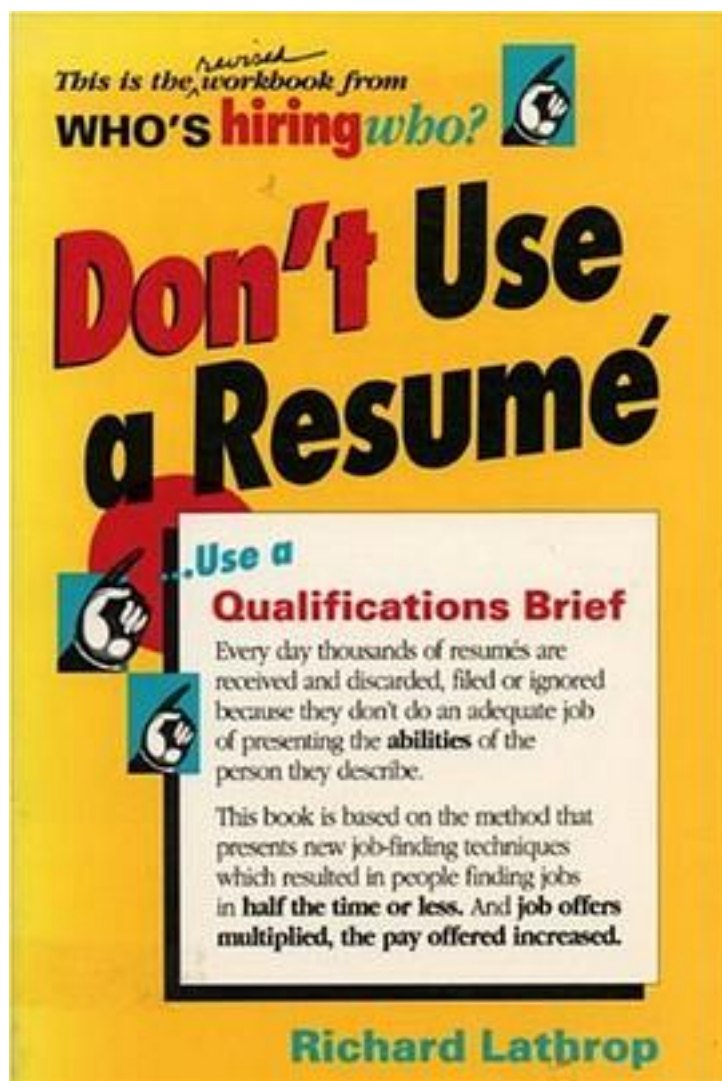 revised
This is the workbook from
WHO'S hiring who?
Don't Use
a Resumé
...Use a
Qualifications Brief
Every day thousands of resumés are
received and discarded, filed or ignored
because they don't do an adequate job
of presenting the abilities of the
person they describe.
This book is based on the method that
presents new job-finding techniques
which resulted in people finding jobs
in half the time or less. And job offers
multiplied, the pay offered increased.
Richard Lathrop